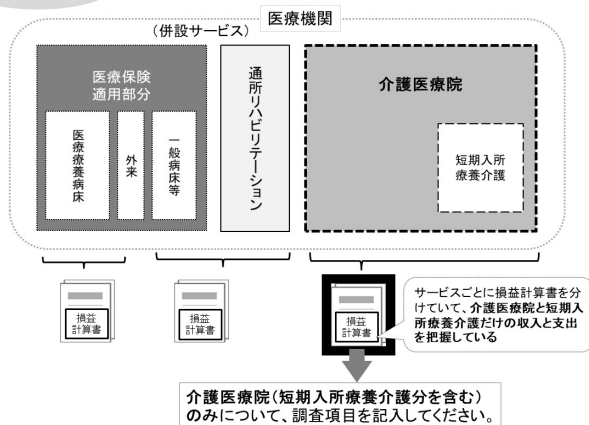 医療機関
（併設サービス）
医療保険
適用部分
医療療養病床
外来
一般病床等
通所リハビリテーション
介護医療院
短期入所
療養介護
損益
計算書
損益
計算書
損益
計算書
サービスごとに損益計算書を分
けていて、介護医療院と短期入
所療養介護だけの収入と支出
を把握している
介護医療院（短期入所療養介護分を含む）
のみについて、調査項目を記入してください。